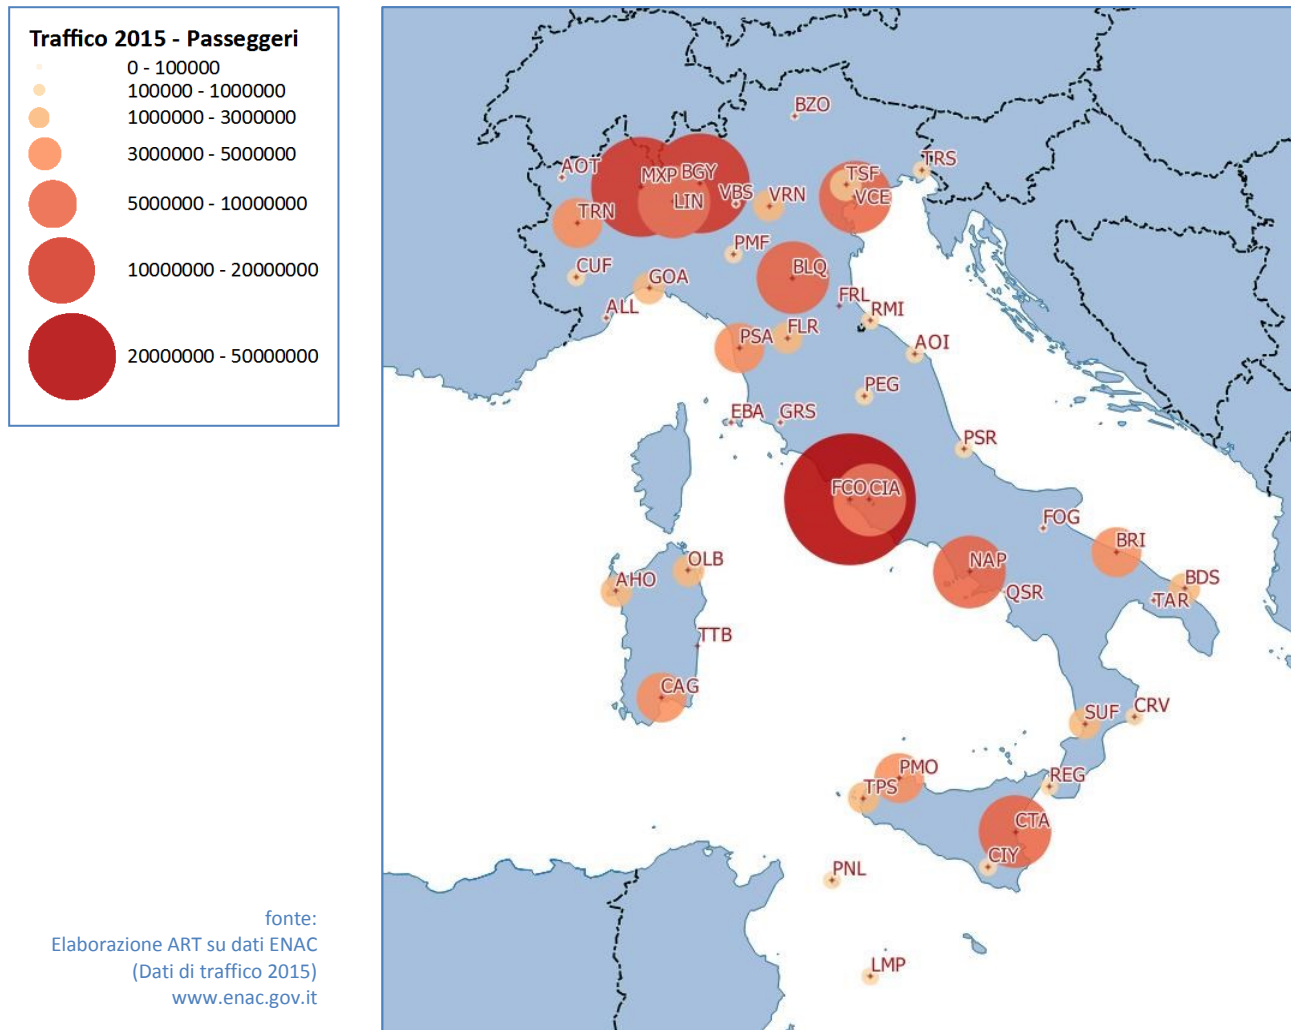 Traffico 2015 - Passeggeri
0 - 100000
100000 - 1000000
1000000 - 3000000
3000000 - 5000000
5000000 - 10000000
10000000 - 20000000
20000000 - 50000000
BZO
AOT
TRS
MXP
BGY
TSF
VBS
VRN
LIN
VCE
TRN
PMF
CUF
GOA
BLQ
ALL
FRL
RMI
PSA
FLR
AOI
PEG
EBA
GRS
PSR
FCO
CIA
FOG
BRI
OLB
NAP
AHO
QSR
BDS
TAR
TTB
CAG
SUF
CRV
PMO
TPS
REG
CTA
CIY
PNL
LMP
fonte:
Elaborazione ART su dati ENAC
(Dati di traffico 2015)
www.enac.gov.it